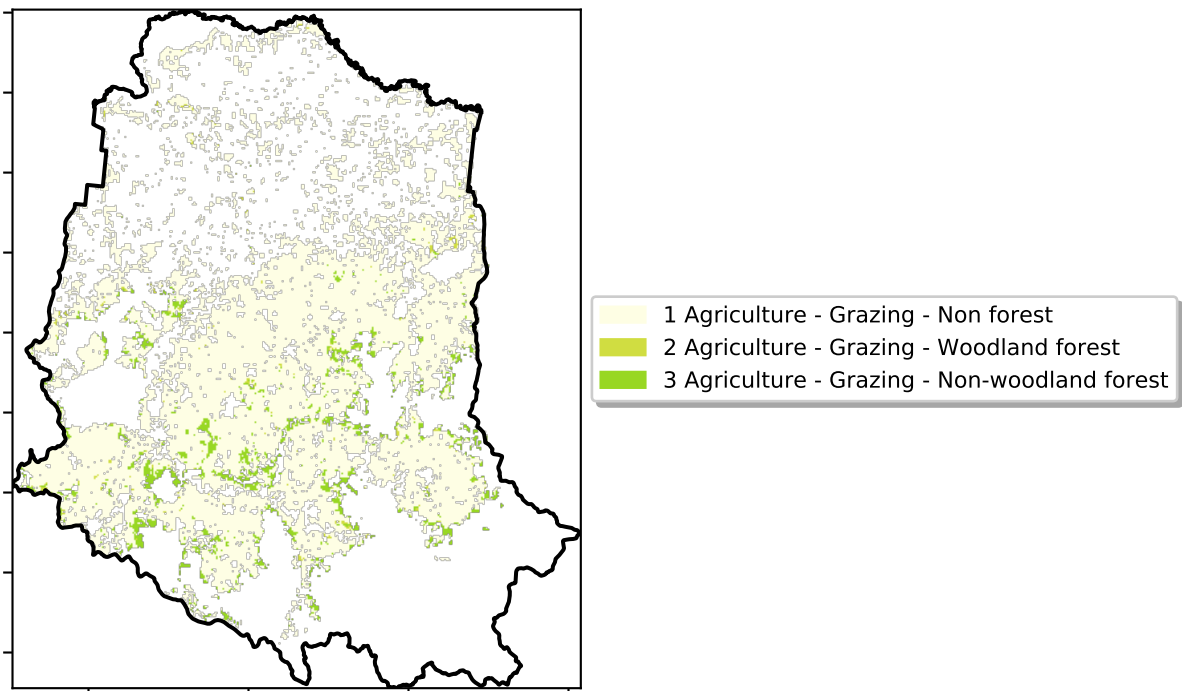 1 Agriculture - Grazing - Non forest
2 Agriculture - Grazing - Woodland forest
3 Agriculture - Grazing - Non-woodland forest